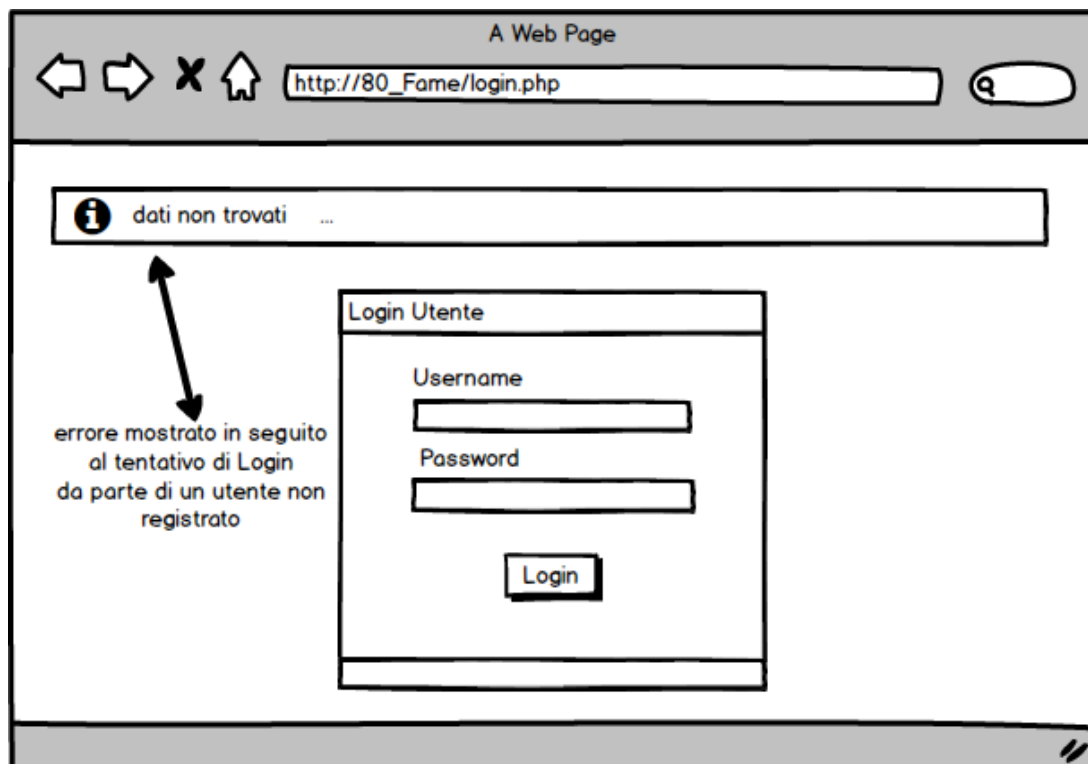 A Web Page
http://80_Fame/login.php
dati non trovati ...
Login Utente
Username
Password
Login
errore mostrato in seguito
al tentativo di Login
da parte di un utente non
registrato